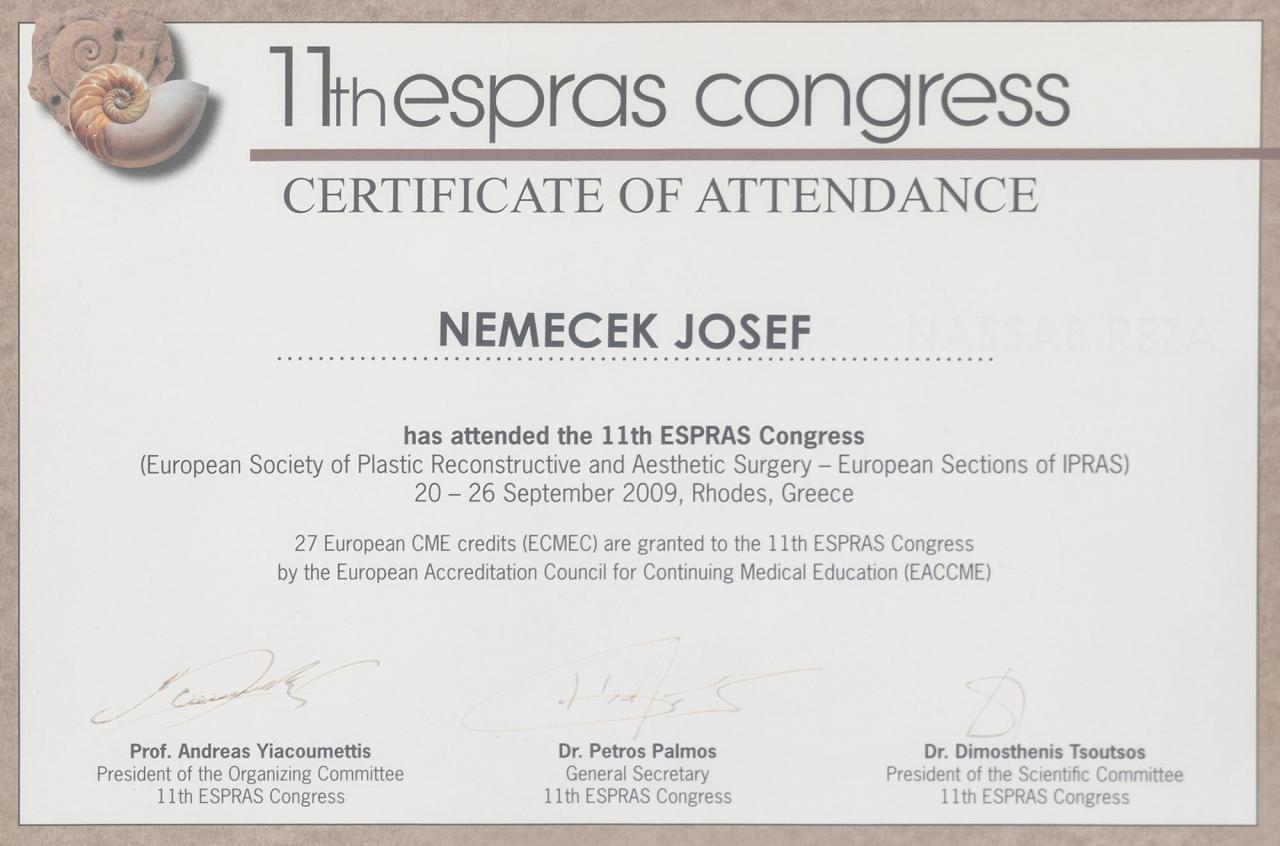 11th espras congress
CERTIFICATE OF ATTENDANCE
NEMECEK JOSEF
NASSAB REZA
has attended the 11th ESPRAS Congress
(European Society of Plastic Reconstructive and Aesthetic Surgery – European Sections of IPRAS)
20 – 26 September 2009, Rhodes, Greece
27 European CME credits (ECMEC) are granted to the 11th ESPRAS Congress
by the European Accreditation Council for Continuing Medical Education (EACCME)
Prof. Andreas Yiacoumettis
President of the Organizing Committee
11th ESPRAS Congress
Dr. Petros Palmos
General Secretary
11th ESPRAS Congress
Dr. Dimosthenis Tsoutsos
President of the Scientific Committee
11th ESPRAS Congress